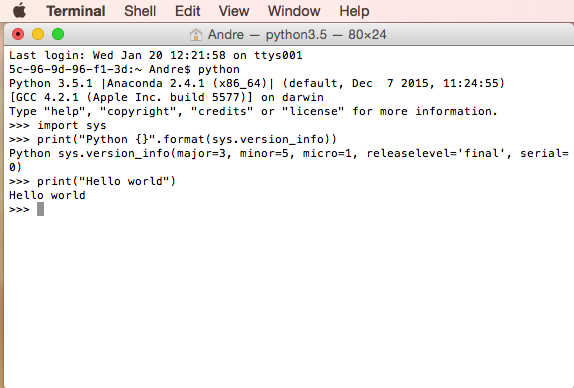 Terminal Shell Edit View Window Help
Andre — python3.5 — 80×24
Last login: Wed Jan 20 12:21:58 on ttys001
5c-96-9d-96-f1-3d:~ Andre$ python
Python 3.5.1 |Anaconda 2.4.1 (x86_64)| (default, Dec  7 2015, 11:24:55)
[GCC 4.2.1 (Apple Inc. build 5577)] on darwin
Type "help", "copyright", "credits" or "license" for more information.
>>> import sys
>>> print("Python {}".format(sys.version_info))
Python sys.version_info(major=3, minor=5, micro=1, releaselevel='final', serial=
0)
>>> print("Hello world")
Hello world
>>>